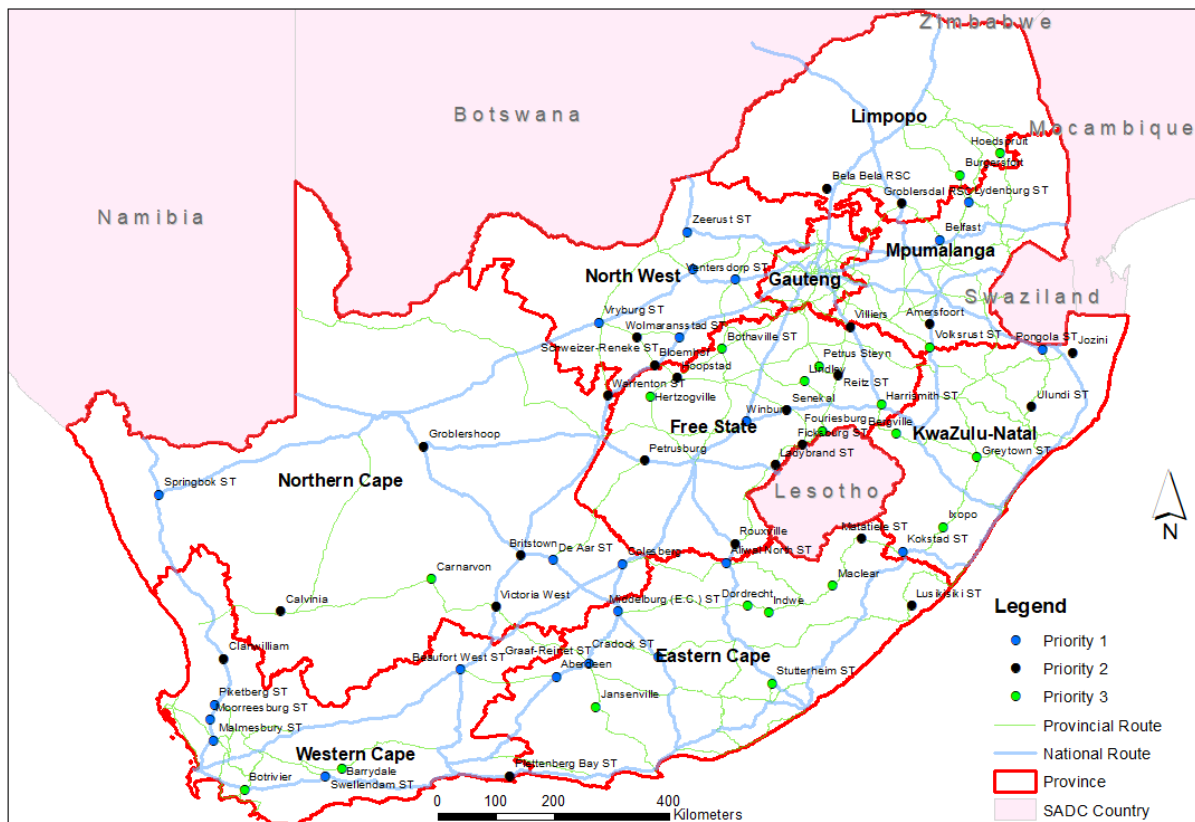 Zimbabwe
Namibia
Botswana
Limpopo
Mocambique
Hoedspruit
Burgersfort
Bela Bela RSC
Groblersdal RSC
Lydenburg ST
Zeerust ST
Belfast
Mpumalanga
North West
Ventersdorp ST
Gauteng
Swaziland
Vryburg ST
Wolmaransstad ST
Villiers
Amersfoort
Bothaville ST
Volksrust ST
Pongola ST
Jozini
Schweizer-Reneke ST
Bloemhof
Hoopstad
Petrus Steyn
Lindley
Reitz ST
Warrenton ST
Hertzogville
Winburg
Senekal
Harrismith ST
Ulundi ST
Free State
Fouriesburg
Bergville
KwaZulu-Natal
Ficksburg ST
Groblershoop
Petrusburg
Ladybrand ST
Greytown ST
Northern Cape
Springbok ST
Lesotho
Ixopo
N
Rouxville
Matatiele ST
Kokstad ST
Britstown
De Aar ST
Colesberg
Aliwal North ST
Carnarvon
Maclear
Calvinia
Victoria West
Middelburg (E.C.) ST
Dordrecht
Indwe
Lusikisiki ST
Legend
Priority 1
Priority 2
Priority 3
Provincial Route
National Route
Province
SADC Country
Clanwilliam
Beaufort West ST
Graaf-Reinet ST
Cradock ST
Aberdeen
Eastern Cape
Stutterheim ST
Jansenville
Piketberg ST
Moorreesburg ST
Malmesbury ST
Western Cape
Botrivier
Barrydale
Swellendam ST
Plettenberg Bay ST
0 100 200 400
Kilometers